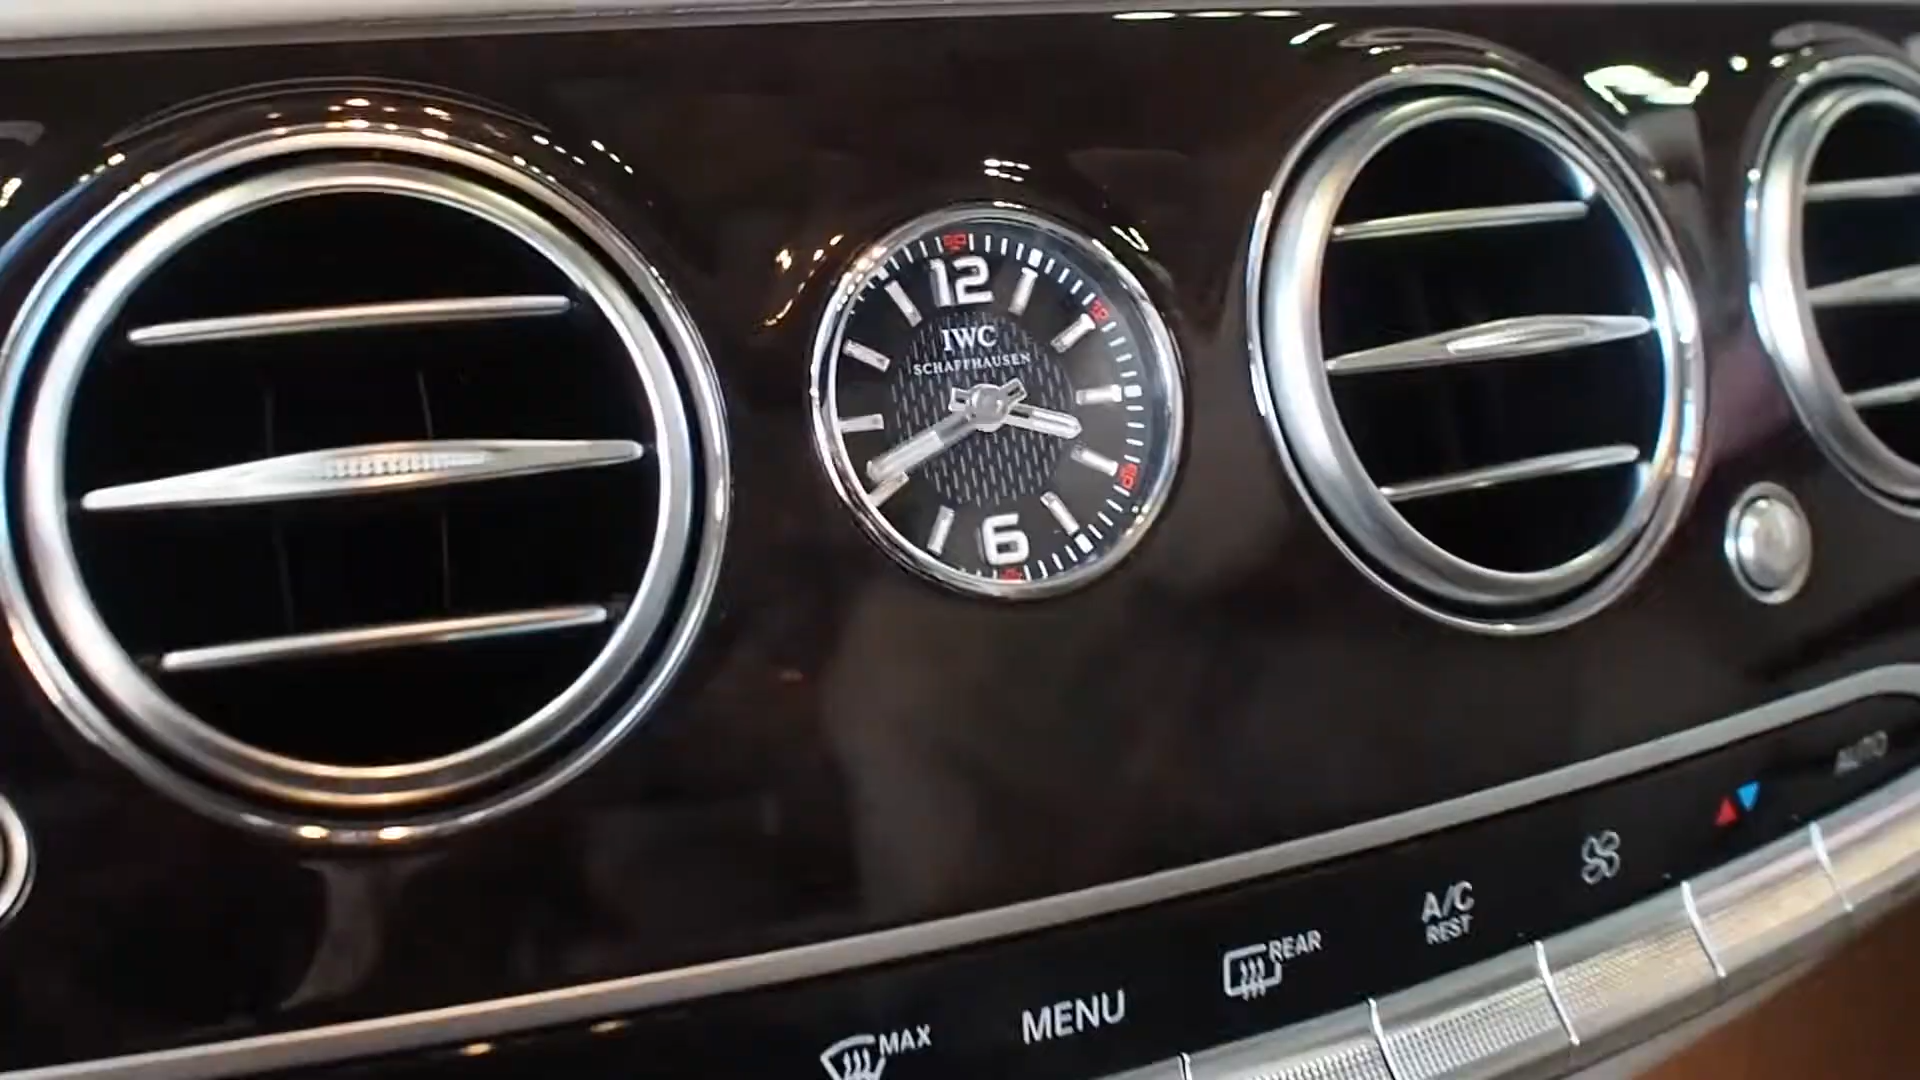 12
IWC
SCHAFFHAUSEN
6
AUTO
A/C
REST
REAR
MENU
MAX